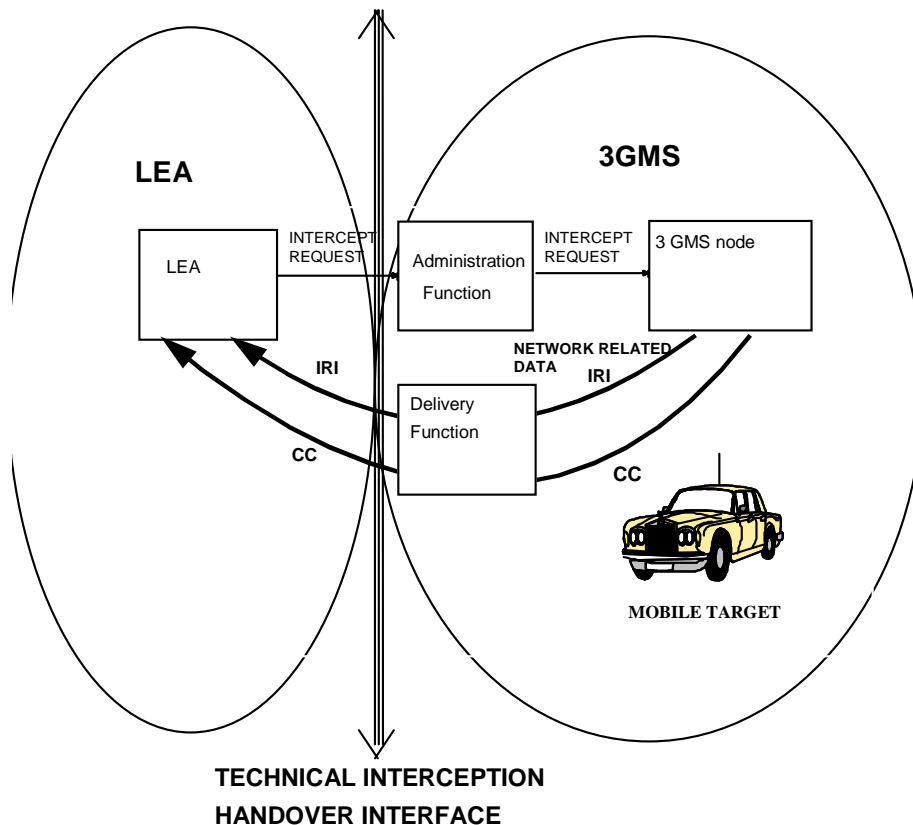 LEA
3GMS
LEA
INTERCEPT
REQUEST
Administration
Function
INTERCEPT
REQUEST
3 GMS node
IRI
NETWORK RELATED
DATA
IRI
Delivery
Function
CC
CC
MOBILE TARGET
TECHNICAL INTERCEPTION
HANDOVER INTERFACE